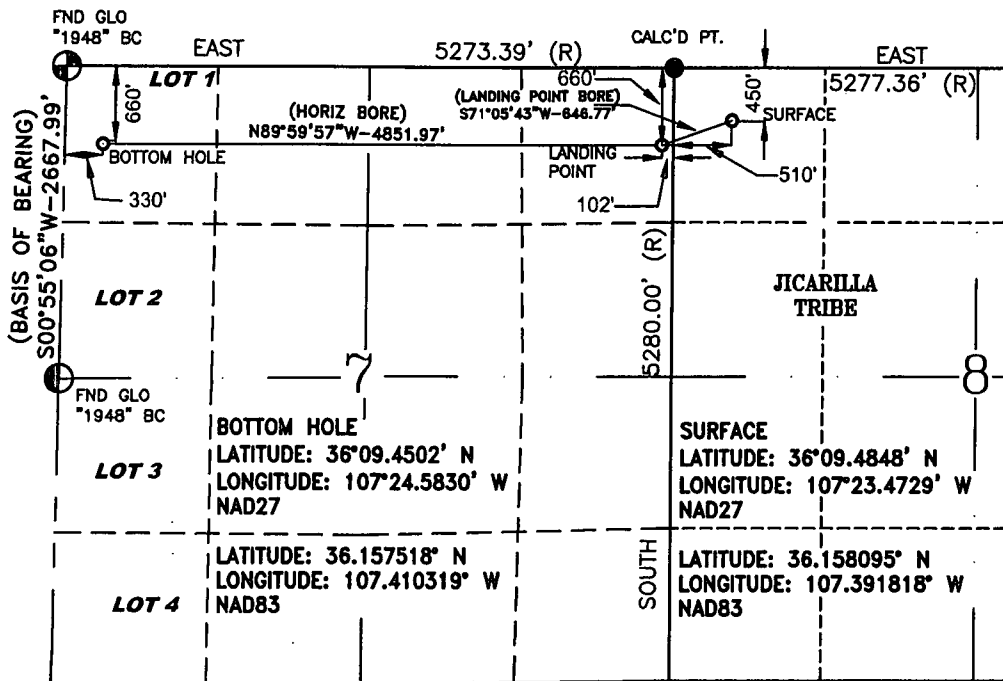 FND GLO
"1948" BC
EAST
5273.39' (R)
CALC'D PT.
EAST
5277.36' (R)
LOT 1
660'
660'
450'
(HORIZ BORE)
N89°59'57"W-4851.97'
(LANDING POINT BORE)
S71°05'43"W-646.77'
SURFACE
BOTTOM HOLE
LANDING
POINT
330'
102'
510'
(BASIS OF BEARING)
S00°55'06"W-2667.99'
LOT 2
5280.00' (R)
JICARILLA
TRIBE
7
8
FND GLO
"1948" BC
LOT 3
BOTTOM HOLE
LATITUDE: 36°09.4502' N
LONGITUDE: 107°24.5830' W
NAD27
SURFACE
LATITUDE: 36°09.4848' N
LONGITUDE: 107°23.4729' W
NAD27
LOT 4
LATITUDE: 36.157518° N
LONGITUDE: 107.410319° W
NAD83
SOUTH
LATITUDE: 36.158095° N
LONGITUDE: 107.391818° W
NAD83